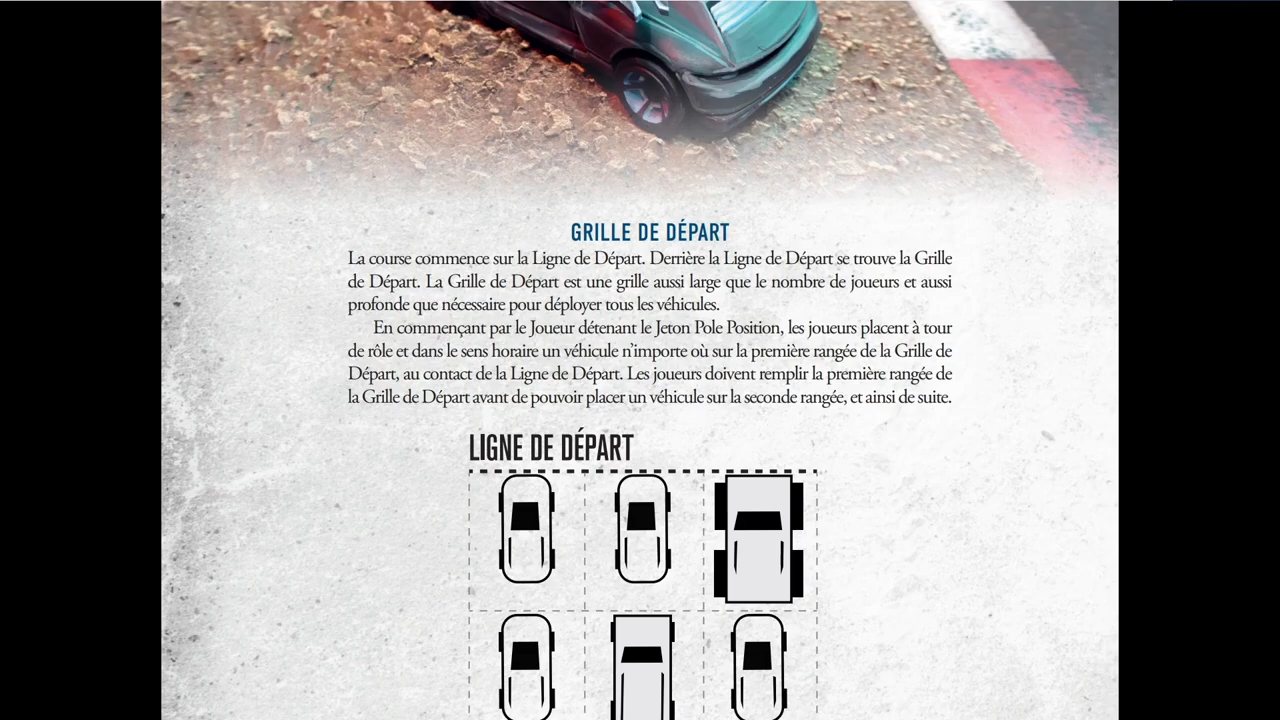 GRILLE DE DÉPART
La course commence sur la Ligne de Départ. Derrière la Ligne de Départ se trouve la Grille
de Départ. La Grille de Départ est une grille aussi large que le nombre de joueurs et aussi
profonde que nécessaire pour déployer tous les véhicules.
En commençant par le Joueur détenant le Jeton Pole Position, les joueurs placent à tour
de rôle et dans le sens horaire un véhicule n’importe où sur la première rangée de la Grille de
Départ, au contact de la Ligne de Départ. Les joueurs doivent remplir la première rangée de
la Grille de Départ avant de pouvoir placer un véhicule sur la seconde rangée, et ainsi de suite.
LIGNE DE DÉPART